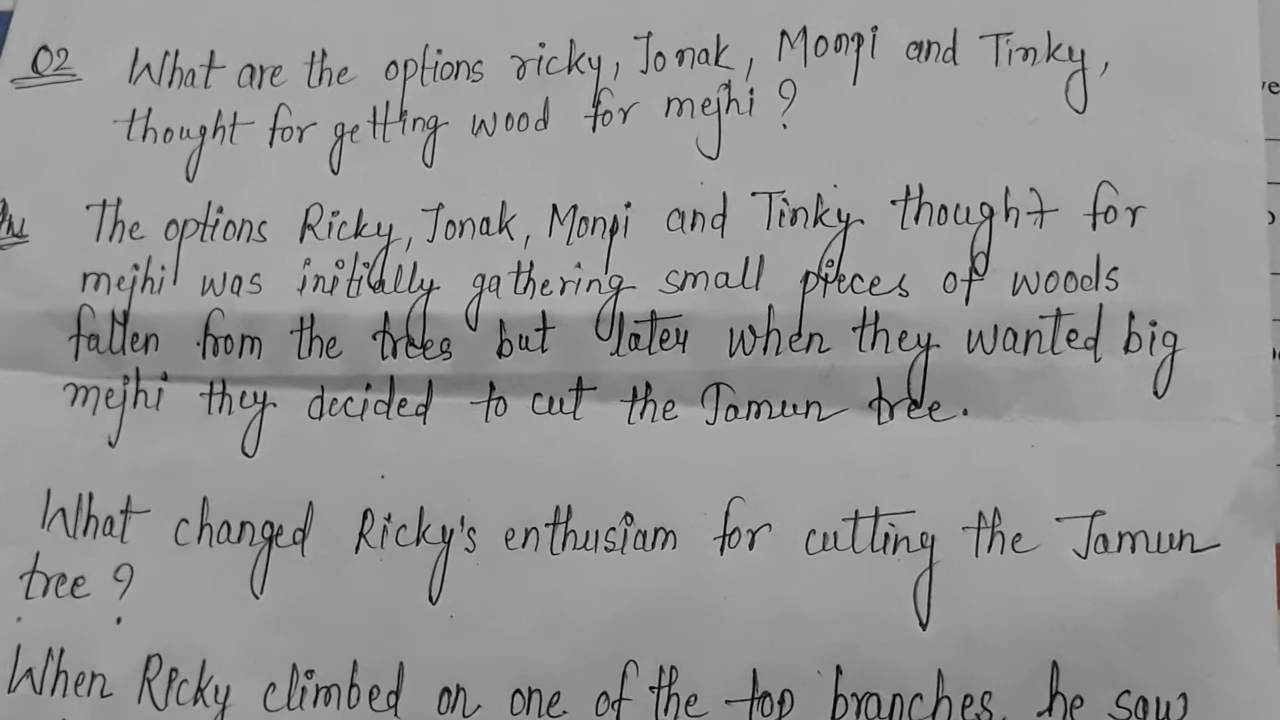 Q2 What are the options ricky, Jonak, Monpi and Tinky,
thought for getting wood for mejhi ?
Ans The options Ricky, Jonak, Monpi and Tinky thought for
mejhi was initially gathering small pieces of woods
fallen from the trees but later when they wanted big
mejhi they decided to cut the Jamun tree.
What changed Ricky's enthusiam for cutting the Jamun
tree ?
When Ricky climbed on one of the top branches, he saw